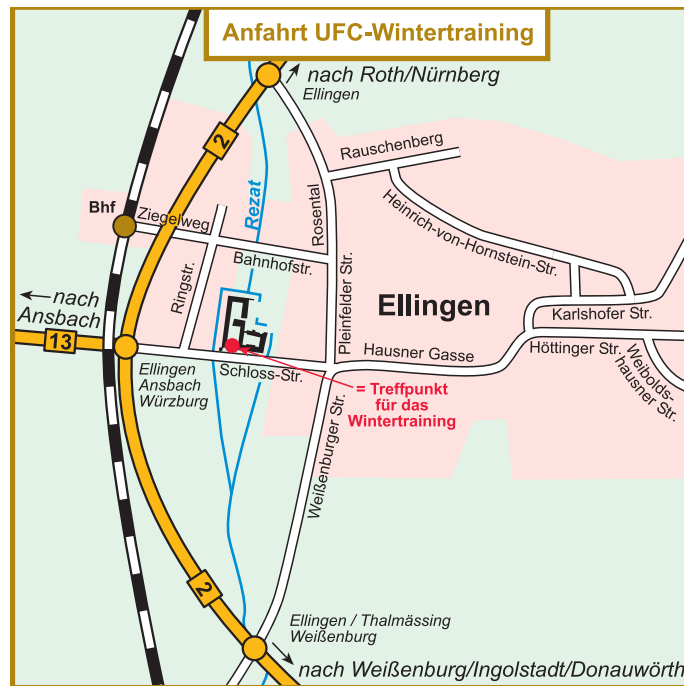 Anfahrt UFC-Wintertraining
nach Roth/Nürnberg
Ellingen
2
Rauschenberg
Heinrich-von-Hornstein-Str.
Rezat
Rosental
Bhf
Ziegelweg
Bahnhofstr.
Ringstr.
Pleinfelder Str.
Ellingen
nach
Ansbach
13
Karlshofer Str.
Höttinger Str.
Hausner Gasse
Weibolds-
hausner Str.
Ellingen
Ansbach
Würzburg
Schloss-Str.
= Treffpunkt
für das
Wintertraining
Weißenburger Str.
2
Ellingen / Thalmässing
Weißenburg
nach Weißenburg/Ingolstadt/Donauwörth